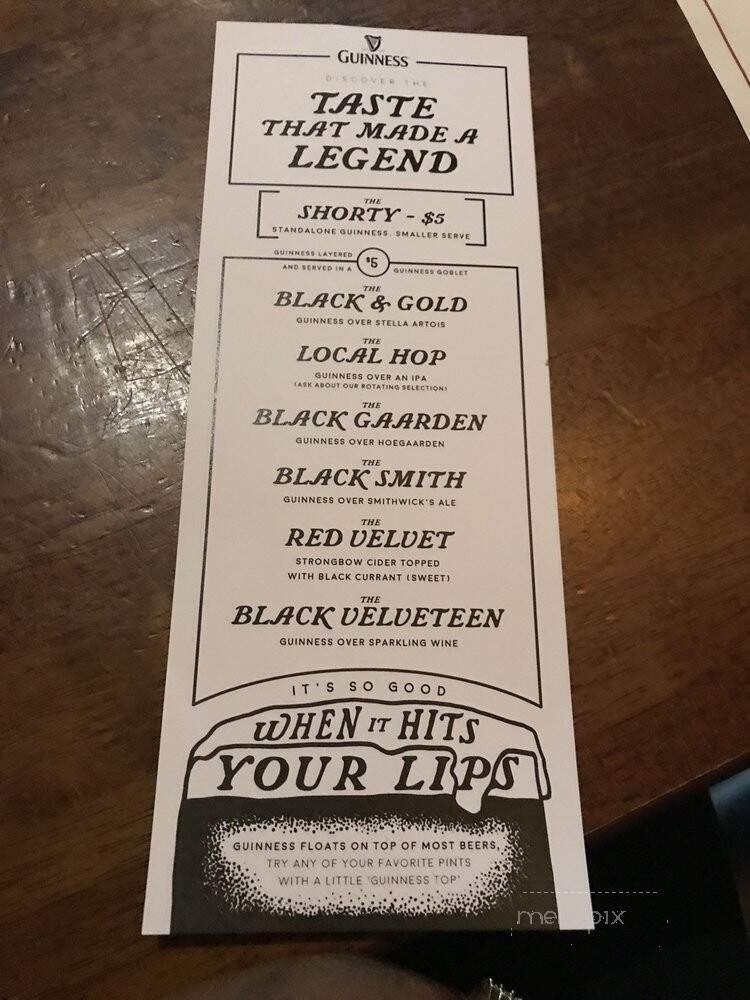 GUINNESS
DISCOVER THE
TASTE
THAT MADE A
LEGEND
THE
SHORTY - $5
STANDALONE GUINNESS. SMALLER SERVE
GUINNESS LAYERED
AND SERVED IN A
$5
GUINNESS GOBLET
THE
BLACK & GOLD
GUINNESS OVER STELLA ARTOIS
THE
LOCAL HOP
GUINNESS OVER AN IPA
(ASK ABOUT OUR ROTATING SELECTION)
THE
BLACK GAARDEN
GUINNESS OVER HOEGAARDEN
THE
BLACK SMITH
GUINNESS OVER SMITHWICK'S ALE
THE
RED VELVET
STRONGBOW CIDER TOPPED
WITH BLACK CURRANT (SWEET)
THE
BLACK VELVETEEN
GUINNESS OVER SPARKLING WINE
IT'S SO GOOD
WHEN IT HITS
YOUR LIPS
GUINNESS FLOATS ON TOP OF MOST BEERS,
TRY ANY OF YOUR FAVORITE PINTS
WITH A LITTLE 'GUINNESS TOP'